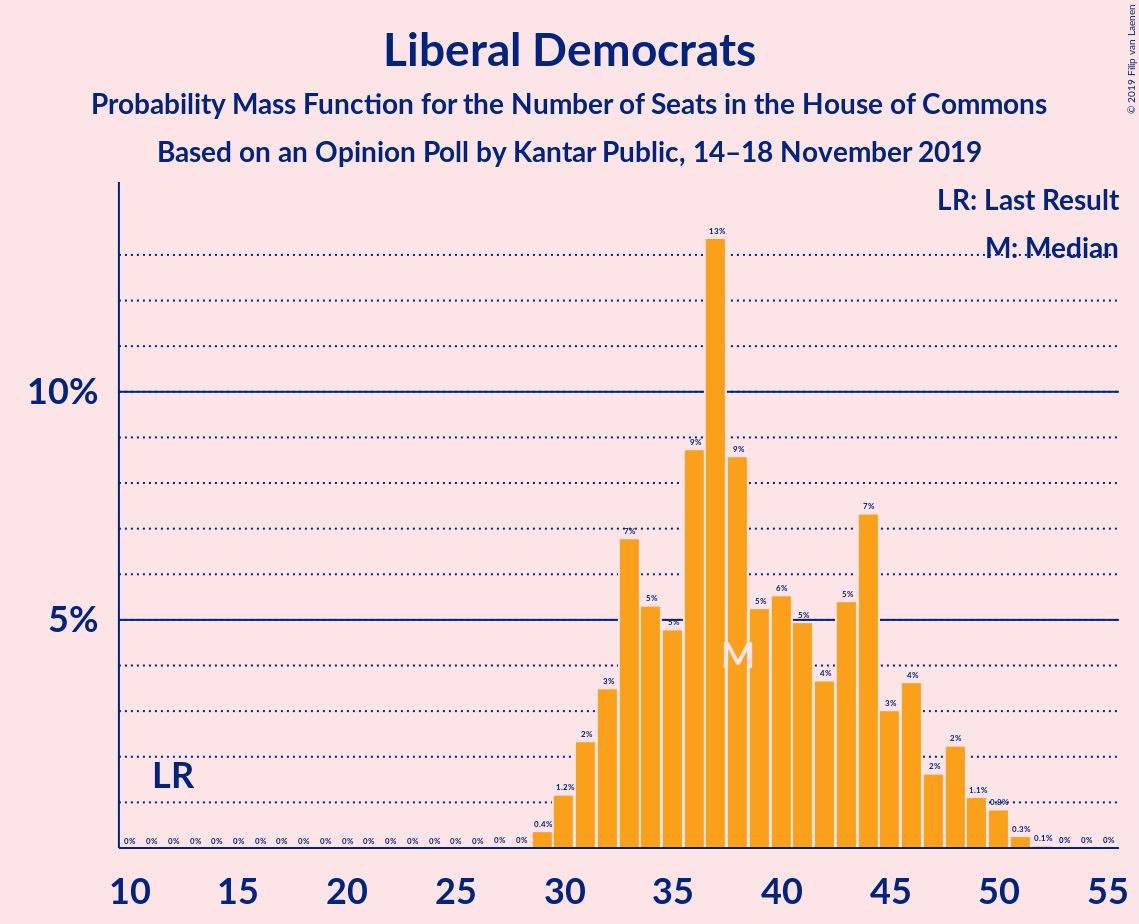 Liberal Democrats
Probability Mass Function for the Number of Seats in the House of Commons
Based on an Opinion Poll by Kantar Public, 14–18 November 2019
© 2019 Filip van Laenen
LR: Last Result
M: Median
10%
5%
LR
M
0% 0% 0% 0% 0% 0% 0% 0% 0% 0% 0% 0% 0% 0% 0% 0% 0% 0% 0% 0.4% 1.2% 2% 3% 7% 5% 5% 9% 13% 9% 5% 6% 5% 4% 5% 7% 3% 4% 2% 2% 1.1% 0.8% 0.3% 0.1% 0% 0% 0%
10 15 20 25 30 35 40 45 50 55